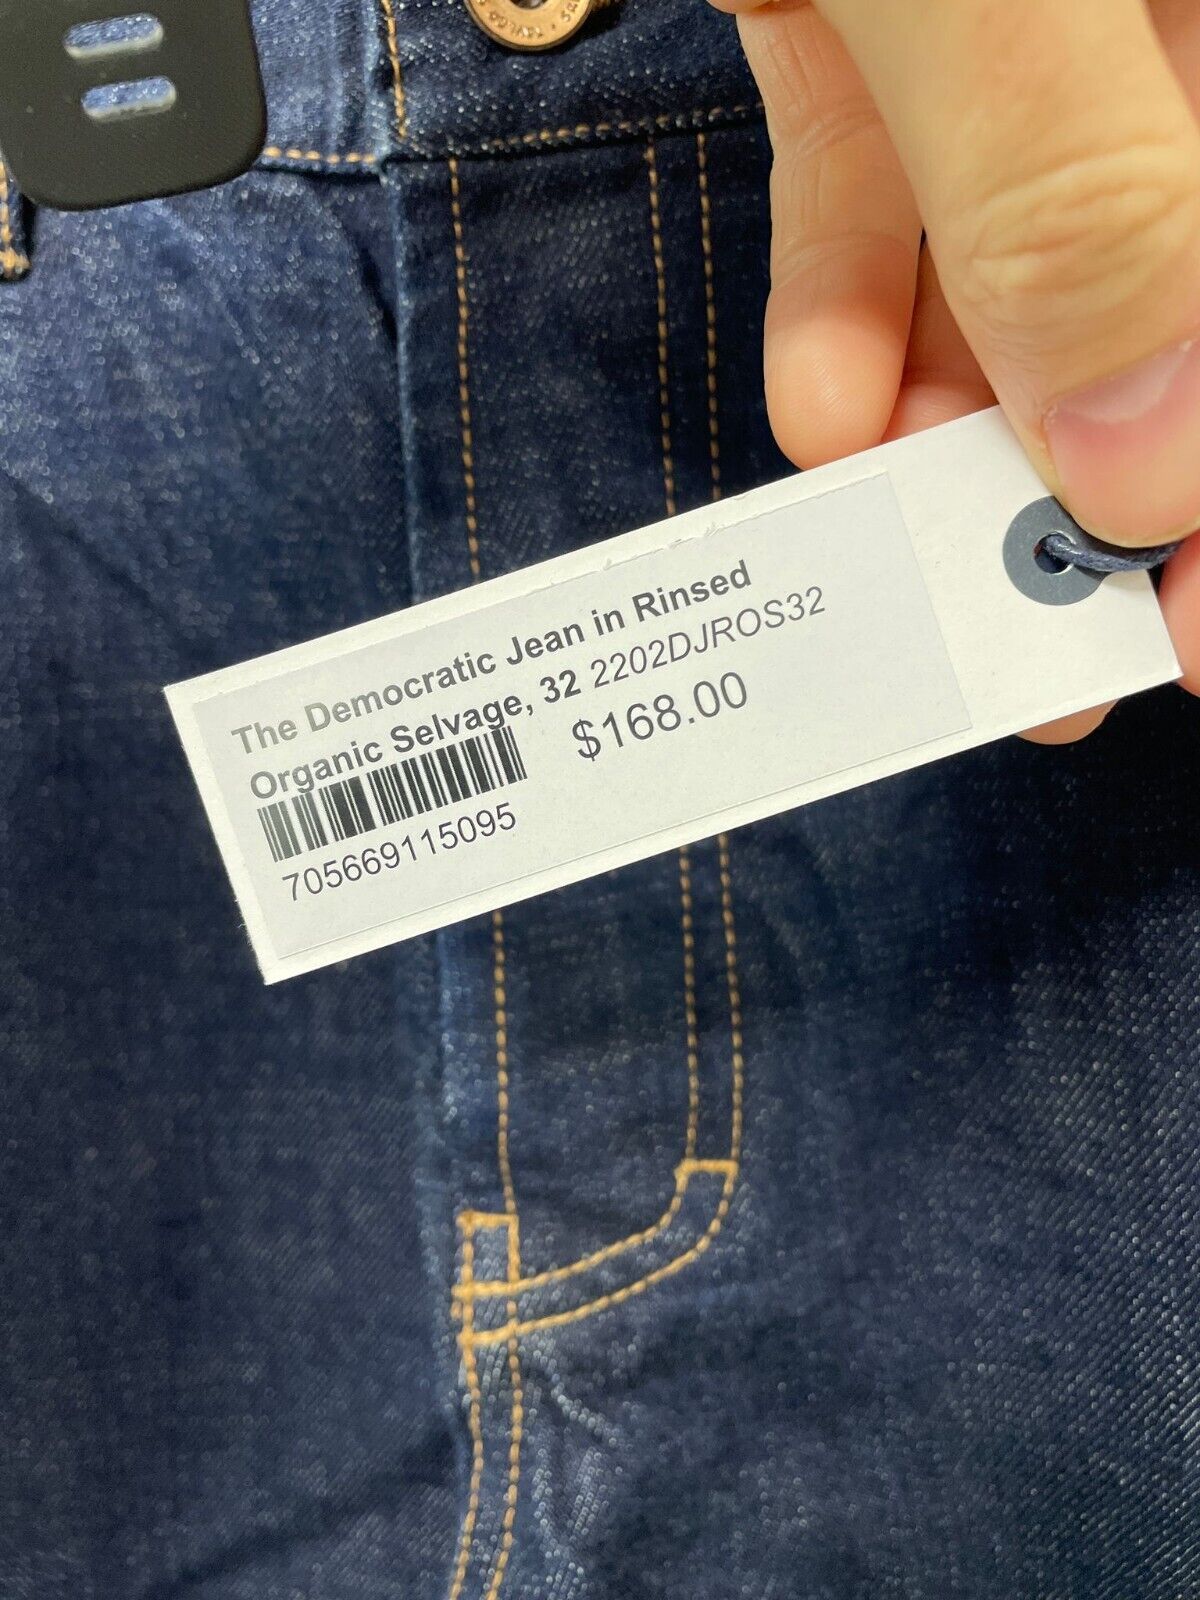 The Democratic Jean in Rinsed
Organic Selvage, 32 2202DJROS32
$168.00
705669115095